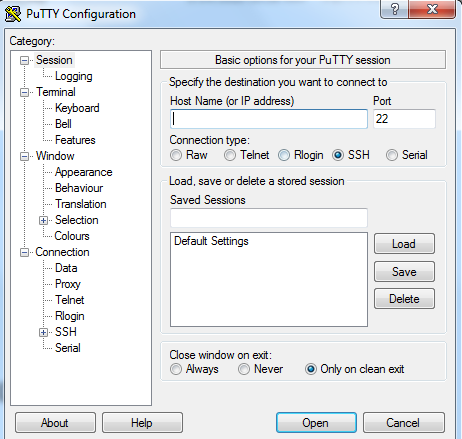 PuTTY Configuration
?
Category:
Session
Logging
Terminal
Keyboard
Bell
Features
Window
Appearance
Behaviour
Translation
Selection
Colours
Connection
Data
Proxy
Telnet
Rlogin
SSH
Serial
Basic options for your PuTTY session
Specify the destination you want to connect to
Host Name (or IP address) Port
22
Connection type:
Raw Telnet Rlogin SSH Serial
Load, save or delete a stored session
Saved Sessions
Default Settings
Load
Save
Delete
Close window on exit:
Always Never Only on clean exit
About Help Open Cancel